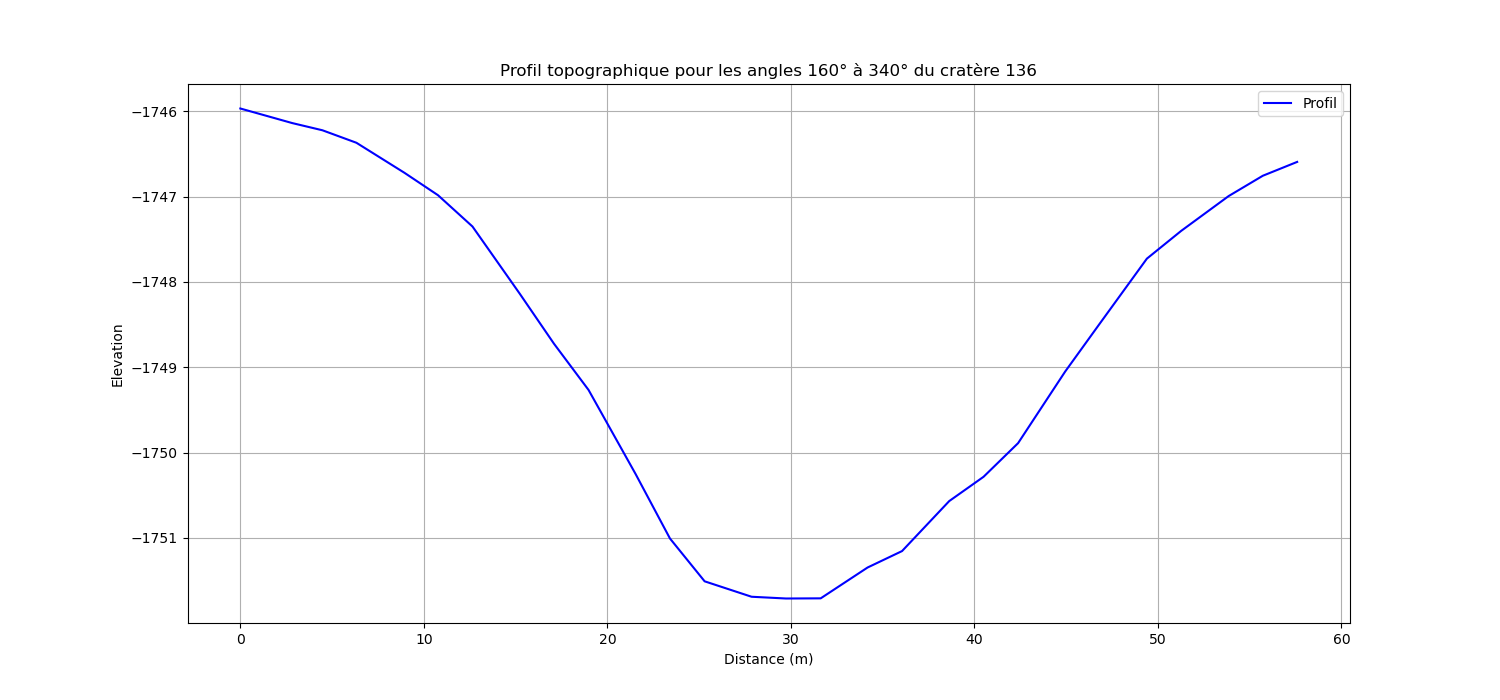 Profil topographique pour les angles 160° à 340° du cratère 136
Profil
Elevation
−1746
−1747
−1748
−1749
−1750
−1751
0 10 20 30 40 50 60
Distance (m)